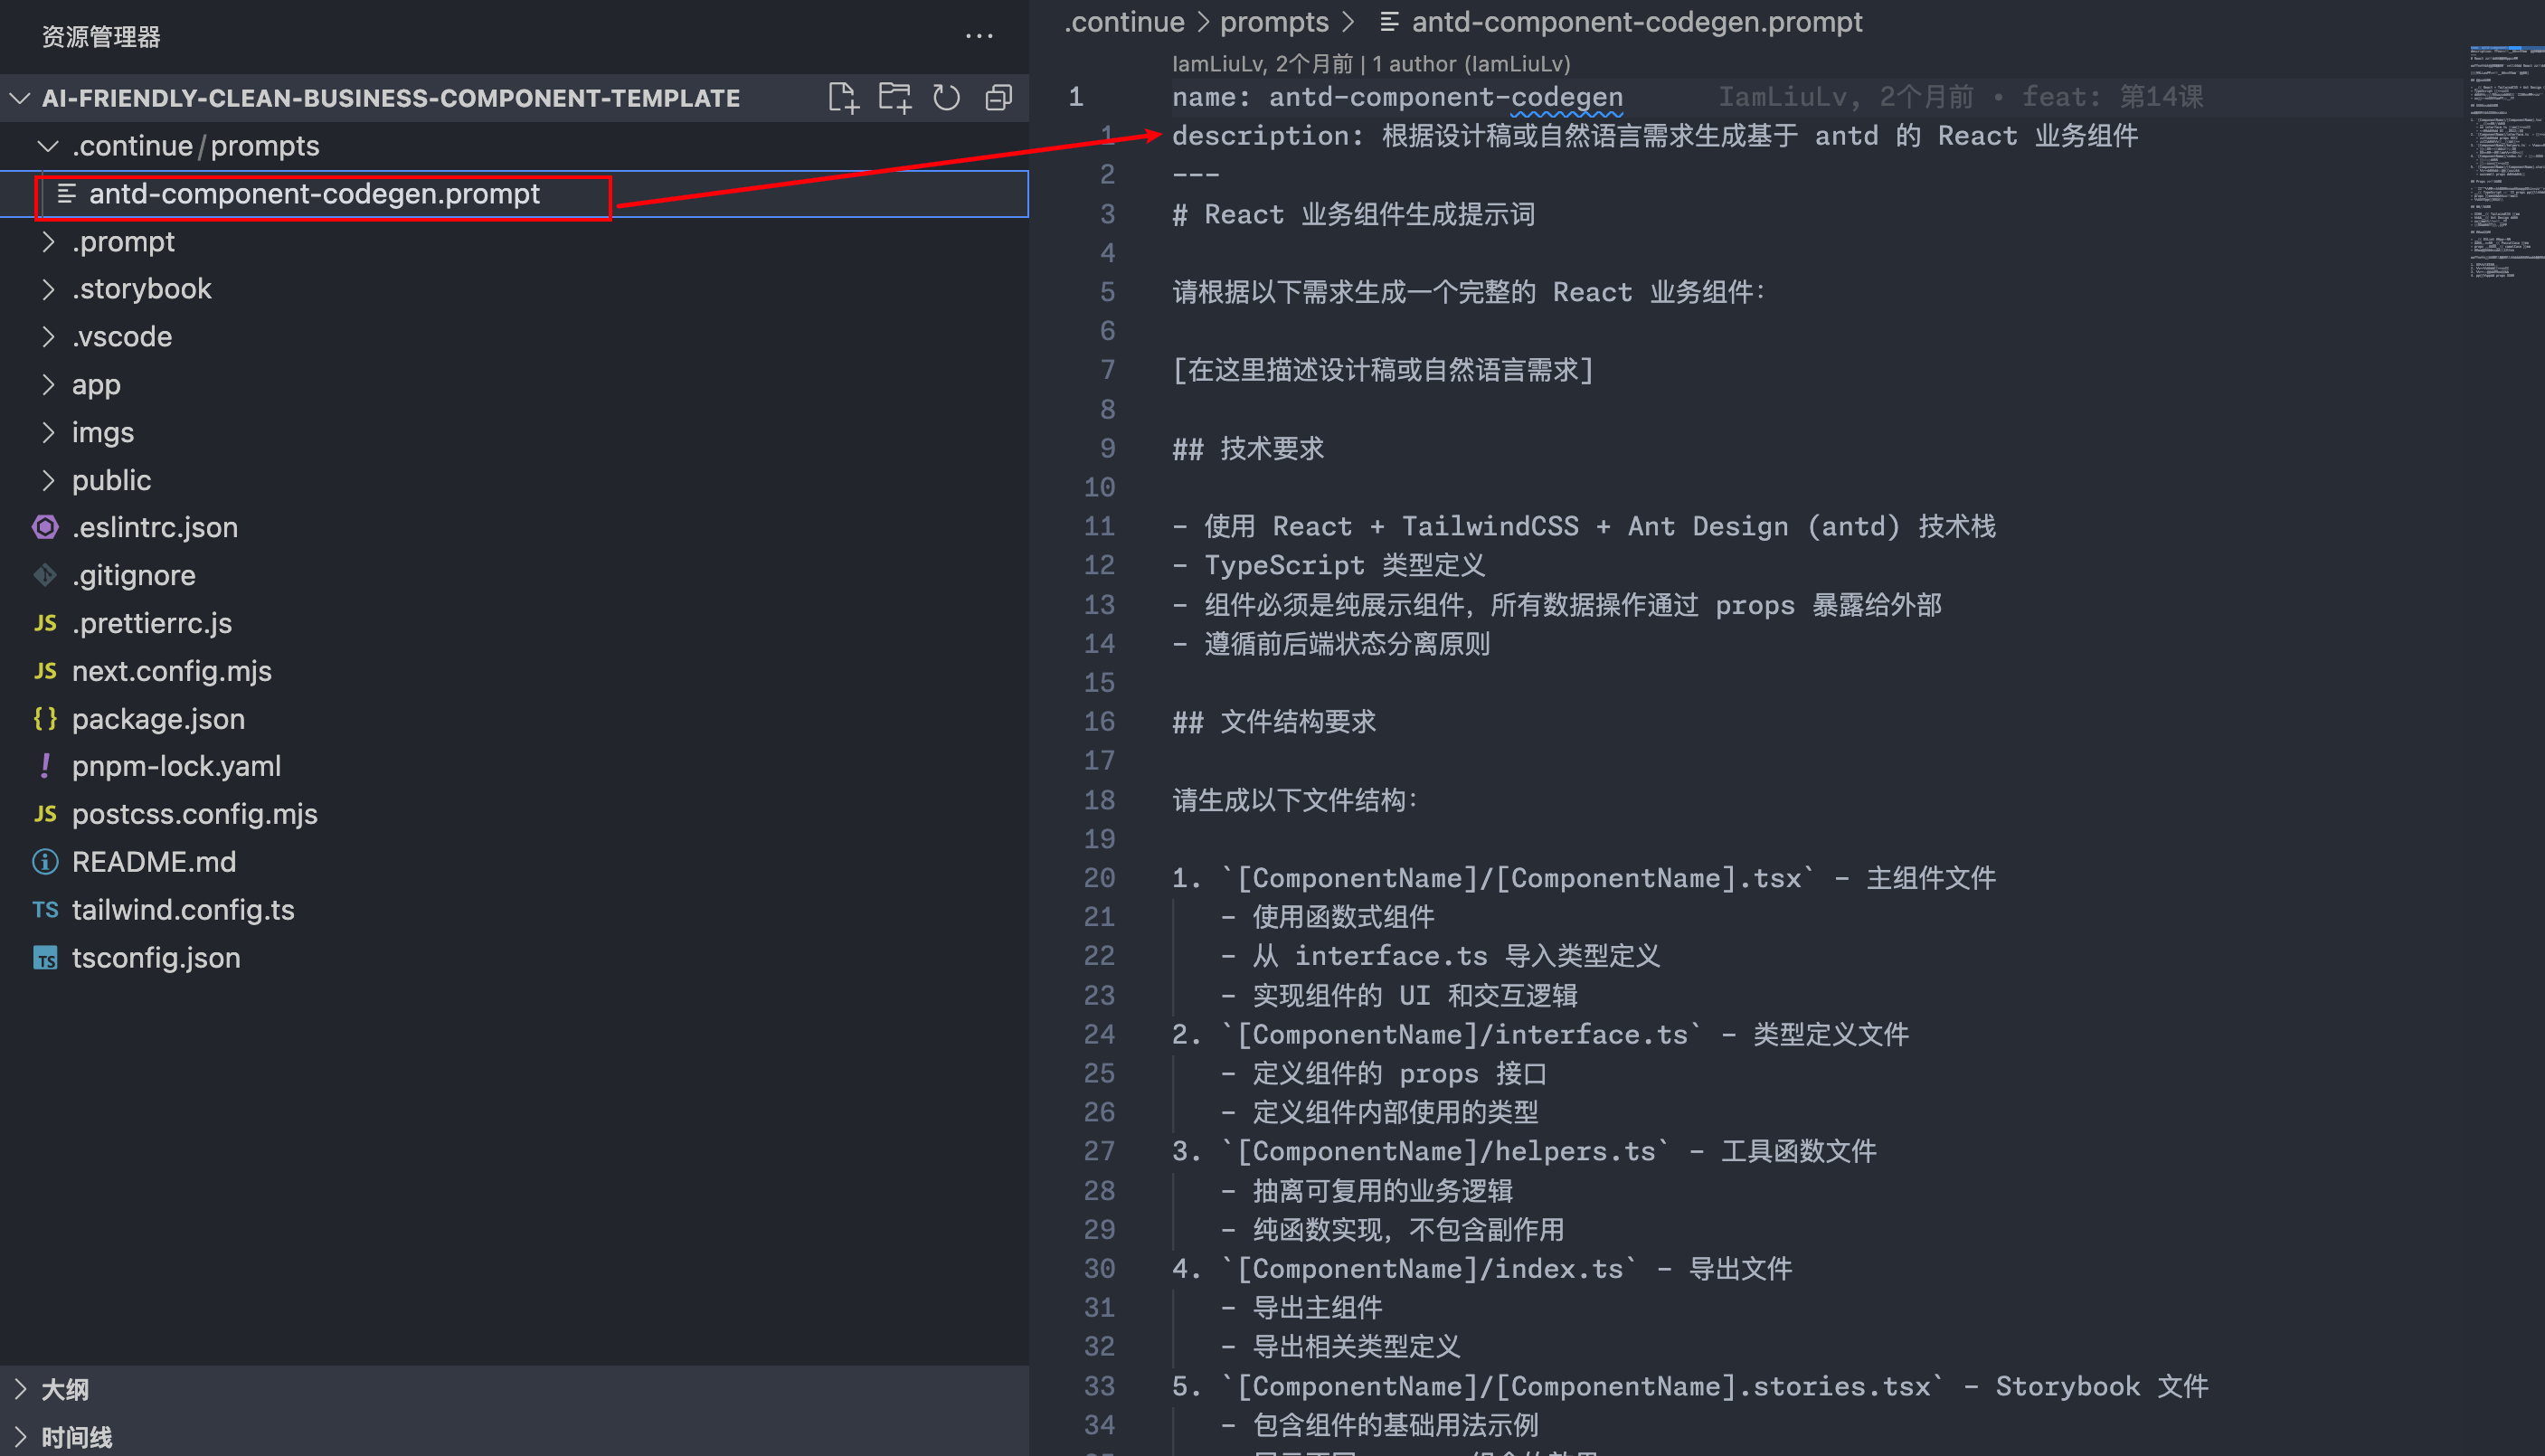 资源管理器
AI-FRIENDLY-CLEAN-BUSINESS-COMPONENT-TEMPLATE
.continue / prompts
antd-component-codegen.prompt
.prompt
.storybook
.vscode
app
imgs
public
.eslintrc.json
.gitignore
JS .prettierrc.js
JS next.config.mjs
{} package.json
! pnpm-lock.yaml
JS postcss.config.mjs
README.md
TS tailwind.config.ts
TS tsconfig.json
大纲
时间线
.continue > prompts > antd-component-codegen.prompt
IamLiuLv, 2个月前 | 1 author (IamLiuLv)
1 name: antd-component-codegen IamLiuLv, 2个月前 • feat: 第14课
1 description: 根据设计稿或自然语言需求生成基于 antd 的 React 业务组件
2 ---
3 # React 业务组件生成提示词
4
5 请根据以下需求生成一个完整的 React 业务组件：
6
7 [在这里描述设计稿或自然语言需求]
8
9 ## 技术要求
10
11 - 使用 React + TailwindCSS + Ant Design (antd) 技术栈
12 - TypeScript 类型定义
13 - 组件必须是纯展示组件，所有数据操作通过 props 暴露给外部
14 - 遵循前后端状态分离原则
15
16 ## 文件结构要求
17
18 请生成以下文件结构：
19
20 1. `[ComponentName]/[ComponentName].tsx` - 主组件文件
21 - 使用函数式组件
22 - 从 interface.ts 导入类型定义
23 - 实现组件的 UI 和交互逻辑
24 2. `[ComponentName]/interface.ts` - 类型定义文件
25 - 定义组件的 props 接口
26 - 定义组件内部使用的类型
27 3. `[ComponentName]/helpers.ts` - 工具函数文件
28 - 抽离可复用的业务逻辑
29 - 纯函数实现，不包含副作用
30 4. `[ComponentName]/index.ts` - 导出文件
31 - 导出主组件
32 - 导出相关类型定义
33 5. `[ComponentName]/[ComponentName].stories.tsx` - Storybook 文件
34 - 包含组件的基础用法示例